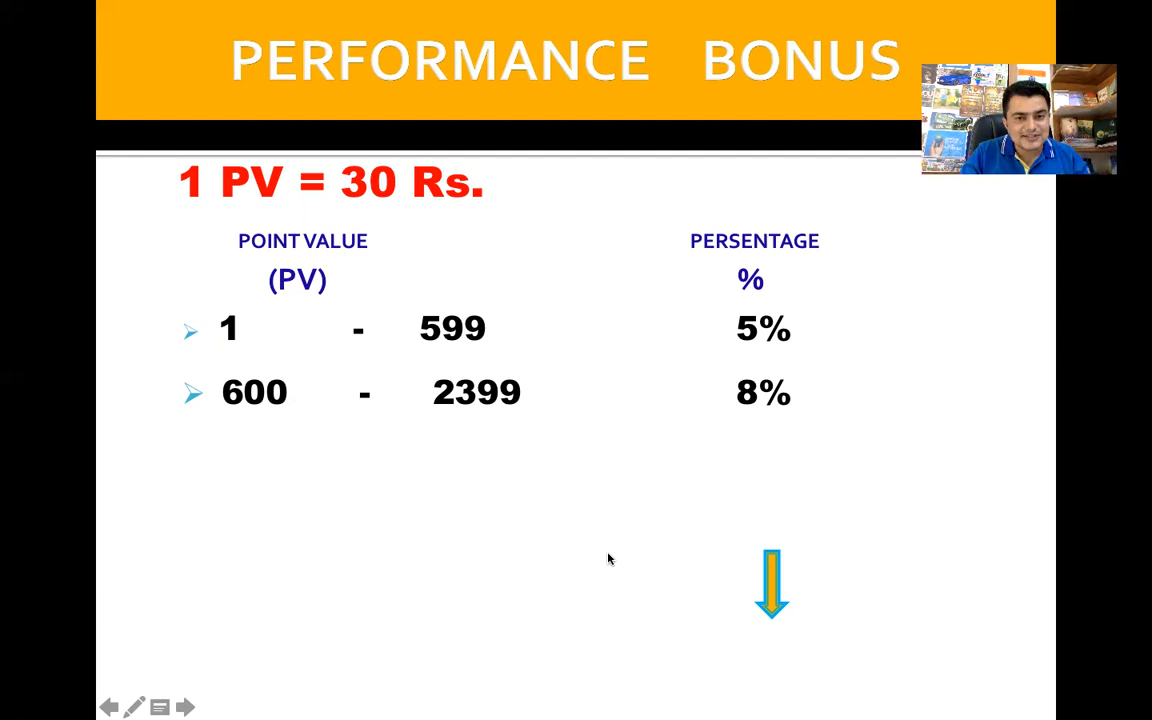 PERFORMANCE BONUS
1 PV = 30 Rs.
POINT VALUE PERSENTAGE
(PV) %
1 - 599 5%
600 - 2399 8%